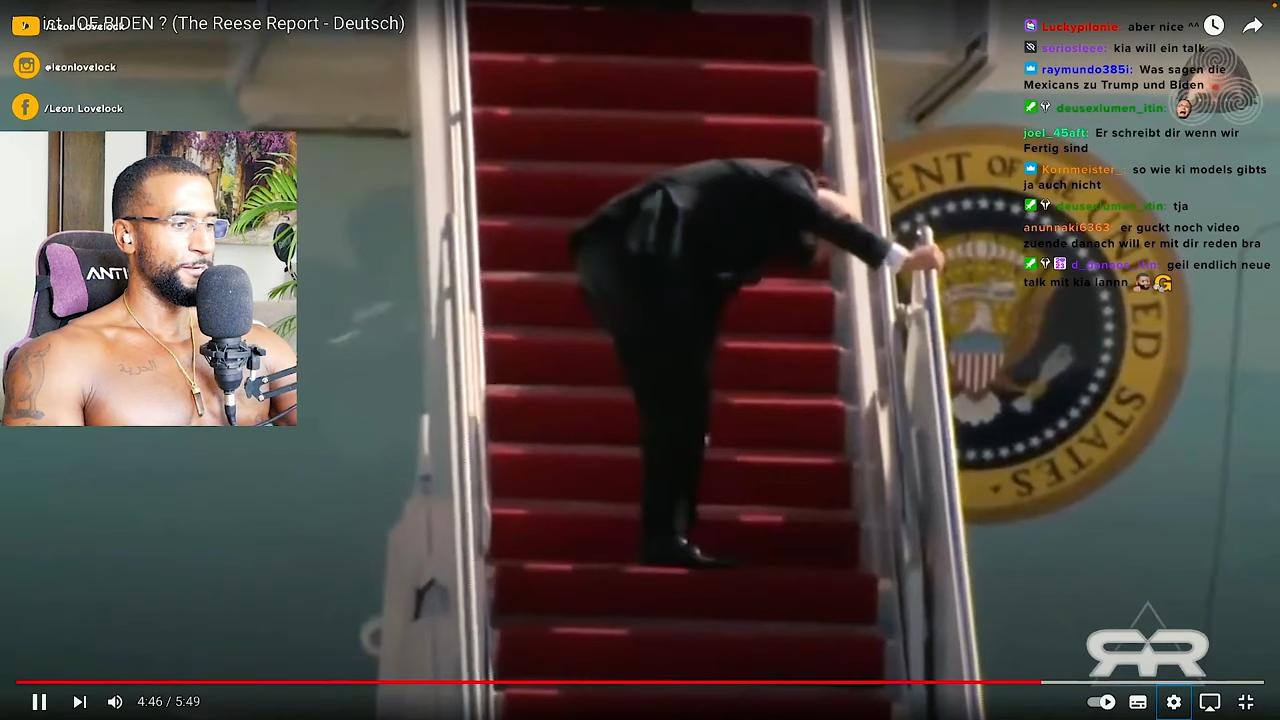 ist JOE BIDEN ? (The Reese Report - Deutsch)
/Leon Lovelock
@leonlovelock
/Leon Lovelock
ANTI
الحرية
Luckypilonie: aber nice ^^
seriosleee: kia will ein talk
raymundo385i: Was sagen die
Mexicans zu Trump und Biden
deusexlumen_itin:
joel_45aft: Er schreibt dir wenn wir
Fertig sind
Kornmeister_: so wie ki models gibts
ja auch nicht
deusexlumen_itin: tja
anunnaki6363: er guckt noch video
zuende danach will er mit dir reden bra
geil endlich neue
talk mit kia lannn
ENT OF
ED STATES
RR
4:46 / 5:49